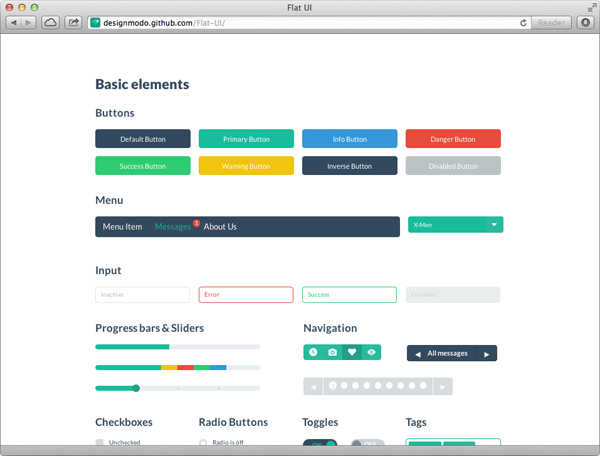 Flat UI
designmodo.github.com/Flat-UI/
Reader
Basic elements
Buttons
Default Button Primary Button Info Button Danger Button
Success Button Warning Button Inverse Button Disabled Button
Menu
Menu Item Messages About Us X-Men
Input
Inactive Error Success Disabled
Progress bars & Sliders Navigation
All messages
Checkboxes Radio Buttons Toggles Tags
Unchecked Radio is off ON OFF